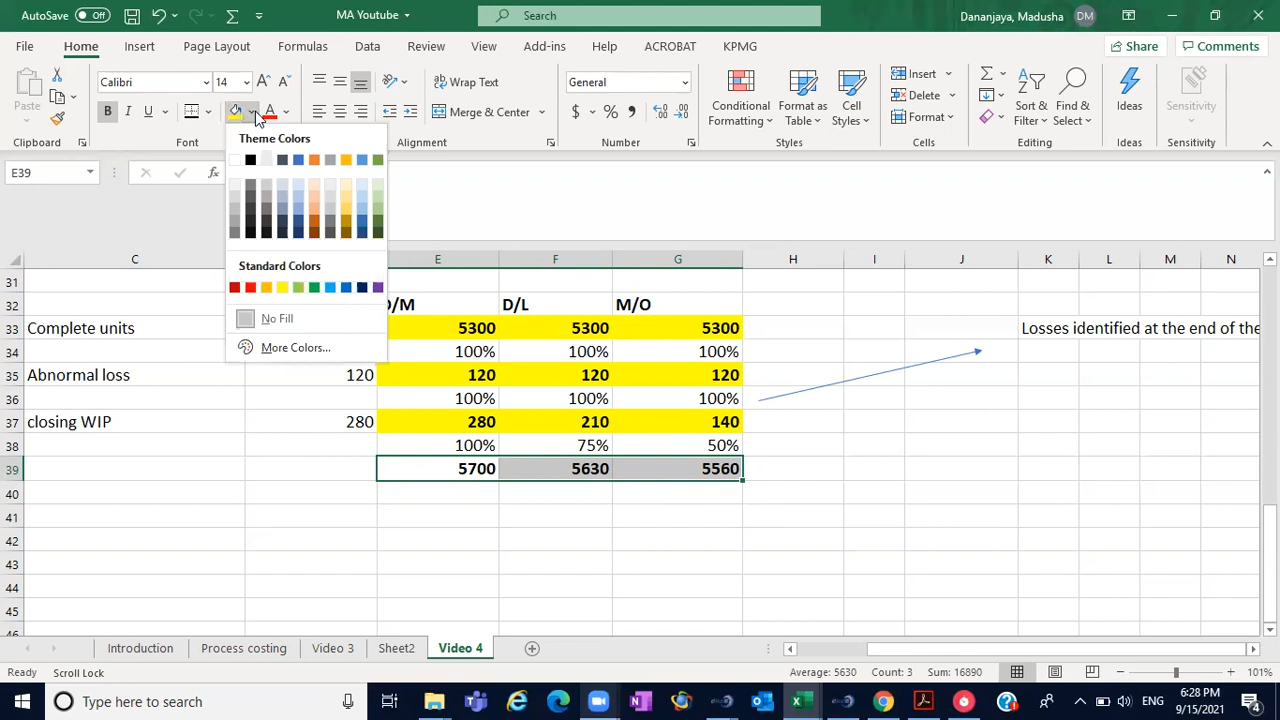 AutoSave Off MA Youtube Search Dananjaya, Madusha DM
File Home Insert Page Layout Formulas Data Review View Add-ins Help ACROBAT KPMG Share Comments
Paste Calibri 14 Wrap Text General Conditional Formatting Format as Table Cell Styles Insert Sort & Filter Find & Select Ideas Sensitivity
B I U A Merge & Center $ % Delete
Format
Clipboard Font Alignment Number Styles Cells Editing Ideas Sensitivity
Theme Colors
E39 fx
C E F G H I J K L M N
Standard Colors
31
32 D/M D/L M/O
No Fill
33 Complete units 5300 5300 5300 Losses identified at the end of the
More Colors...
34 100% 100% 100%
35 Abnormal loss 120 120 120 120
36 100% 100% 100%
37 closing WIP 280 280 210 140
38 100% 75% 50%
39 5700 5630 5560
40
41
42
43
44
45
46
Introduction Process costing Video 3 Sheet2 Video 4
Ready Scroll Lock Average: 5630 Count: 3 Sum: 16890 101%
Type here to search ENG 6:28 PM
9/15/2021 4